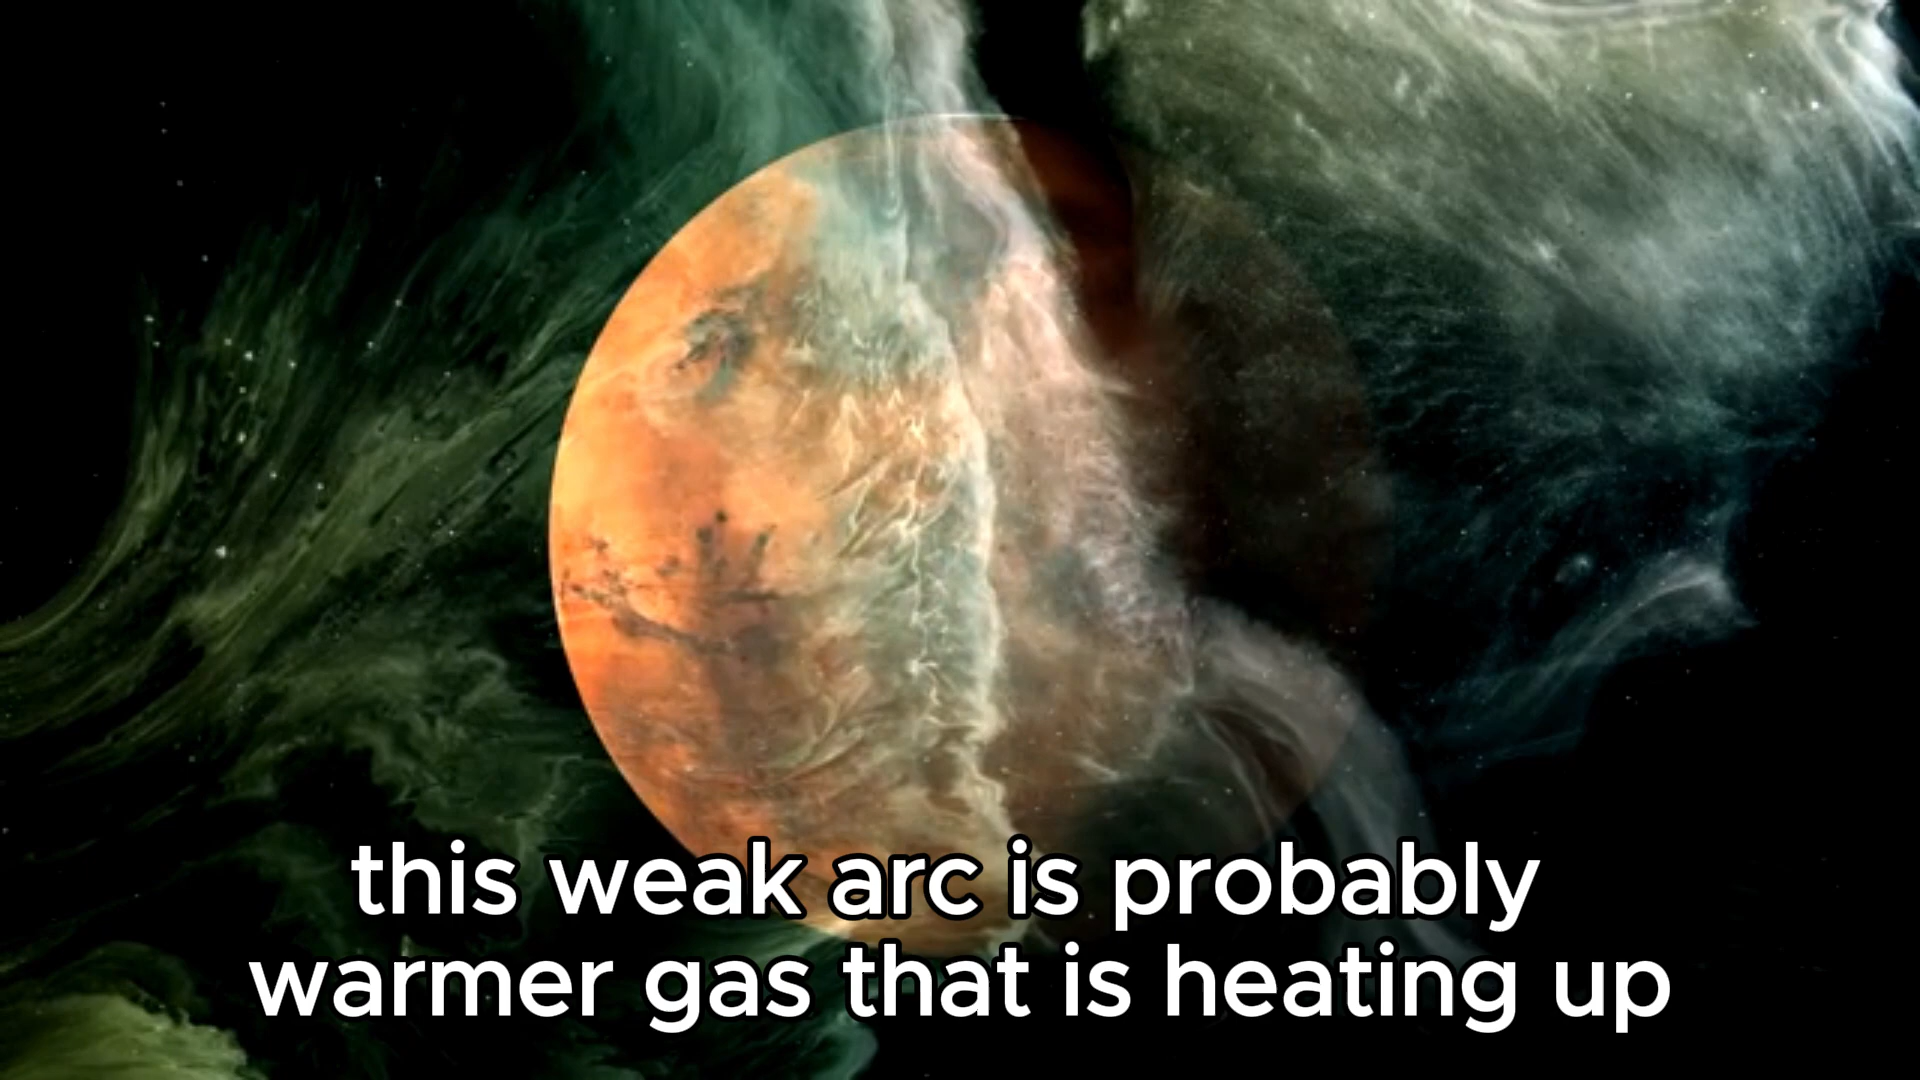 this weak arc is probably
warmer gas that is heating up